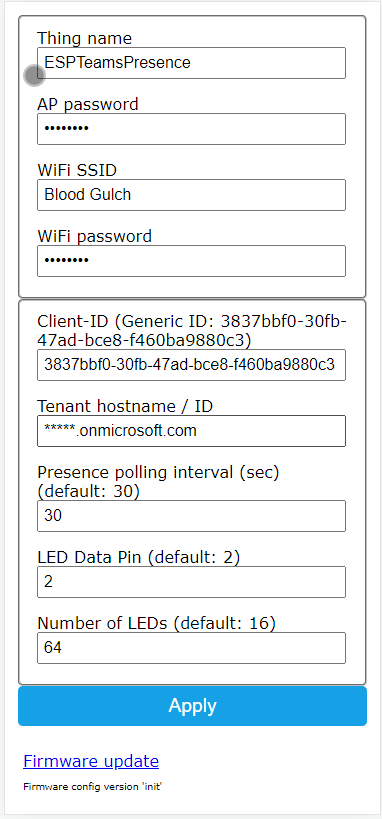 Thing name
ESPTeamsPresence
AP password
••••••••
WiFi SSID
Blood Gulch
WiFi password
••••••••
Client-ID (Generic ID: 3837bbf0-30fb-
47ad-bce8-f460ba9880c3)
3837bbf0-30fb-47ad-bce8-f460ba9880c3
Tenant hostname / ID
*****.onmicrosoft.com
Presence polling interval (sec)
(default: 30)
30
LED Data Pin (default: 2)
2
Number of LEDs (default: 16)
64
Apply
Firmware update
Firmware config version 'init'